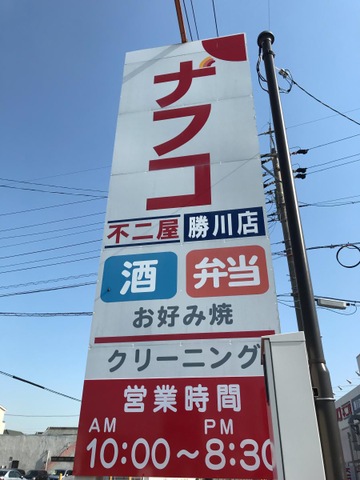 ナフコ
不二屋 勝川店
酒 弁当
お好み焼
クリーニング
営業時間
AM PM
10:00～8:30